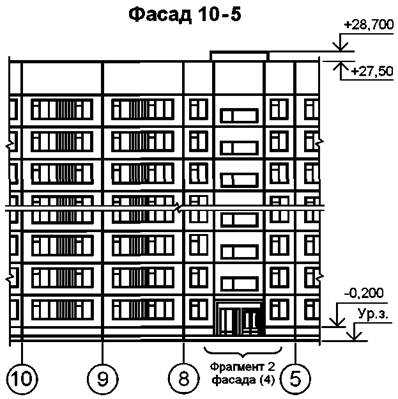 Фасад 10-5
+28,700
+27,50
-0,200
Ур.з.
Фрагмент 2
фасада (4)
10 9 8 5